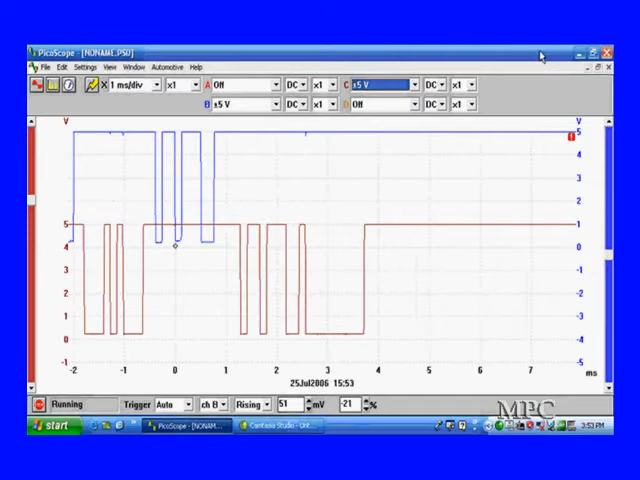 PicoScope - [NONAME.PSD]
File Edit Settings View Window Automotive Help
X 1 ms/div x1 A Off DC x1 C ±5 V DC x1
B ±5 V DC x1 D Off DC x1
V V
5
4
3
2
5 1
4 0
3 -1
2 -2
1 -3
0 -4
-1 -5
-2 -1 0 1 2 3 4 5 6 7 ms
25Jul2006 15:53
Running Trigger Auto ch B Rising 51 mV -21 %
MPC
start PicoScope - [NONAM... Camtasia Studio - Unt... 3:53 PM